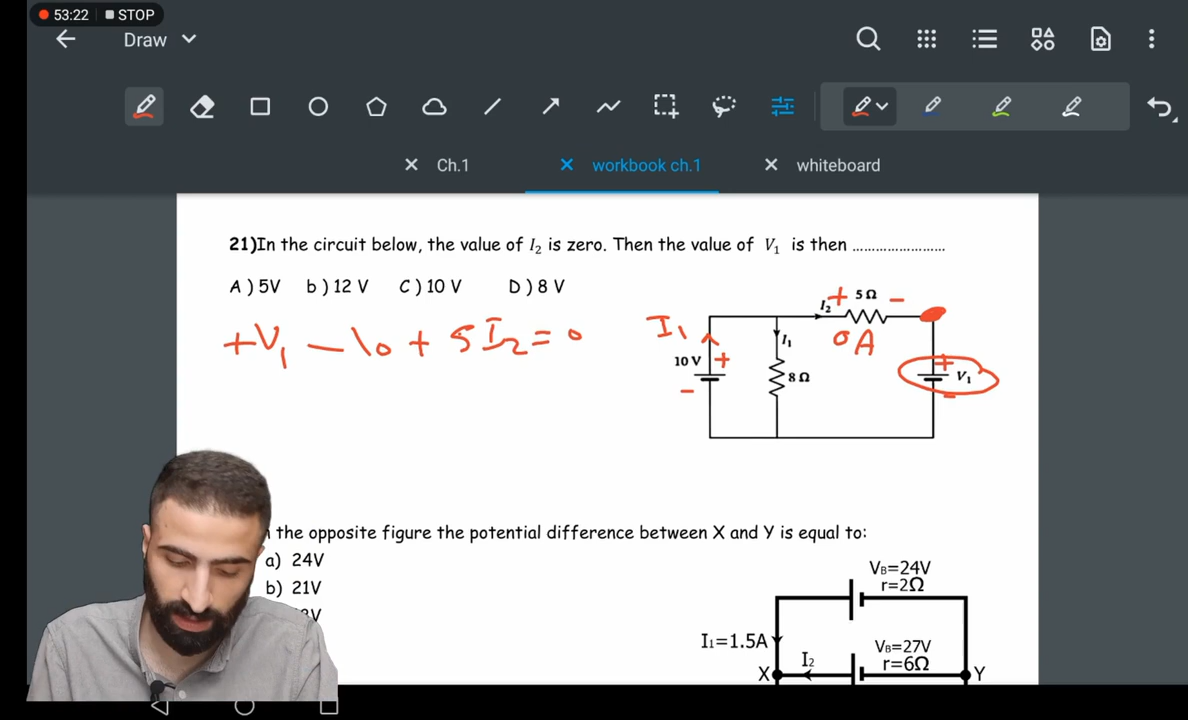 53:22 STOP
Draw
Ch.1 workbook ch.1 whiteboard
21)In the circuit below, the value of I₂ is zero. Then the value of V₁ is then ........................
A ) 5V b ) 12 V C ) 10 V D ) 8 V
+V₁ - 10 + 5I₂ = 0
I₁
I₂ + 5 Ω -
I₁
0 A
10 V +
-
8 Ω
+
V₁
-
the opposite figure the potential difference between X and Y is equal to:
a) 24V
b) 21V
V
VB=24V
r=2Ω
I₁=1.5A
VB=27V
r=6Ω
I₂
X
Y